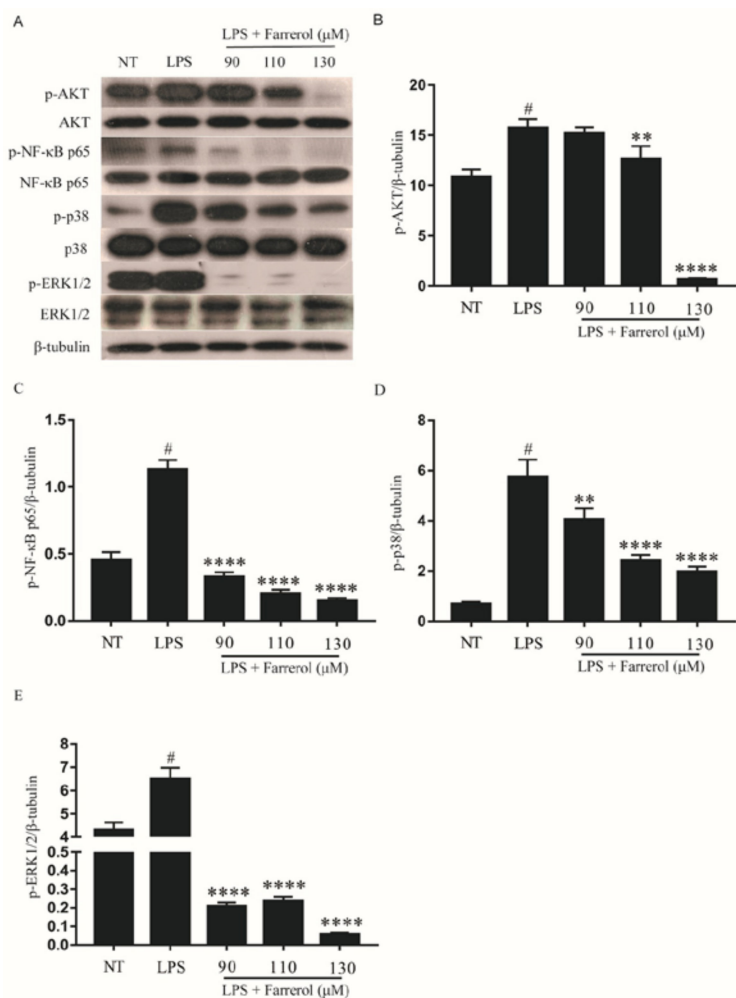 A
LPS + Farrerol (μM)
NT LPS 90 110 130
p-AKT
AKT
p-NF-κB p65
NF-κB p65
p-p38
p38
p-ERK1/2
ERK1/2
β-tubulin
B
p-AKT/β-tubulin
20
15
10
5
0
#
**
****
NT LPS 90 110 130
LPS + Farrerol (μM)
C
p-NF-κB p65/β-tubulin
1.5
1.0
0.5
0.0
#
**** **** ****
NT LPS 90 110 130
LPS + Farrerol (μM)
D
p-p38/β-tubulin
8
6
4
2
0
#
**
**** ****
NT LPS 90 110 130
LPS + Farrerol (μM)
E
p-ERK1/2/β-tubulin
8
7
6
5
4
0.5
0.4
0.3
0.2
0.1
0.0
#
**** ****
****
NT LPS 90 110 130
LPS + Farrerol (μM)